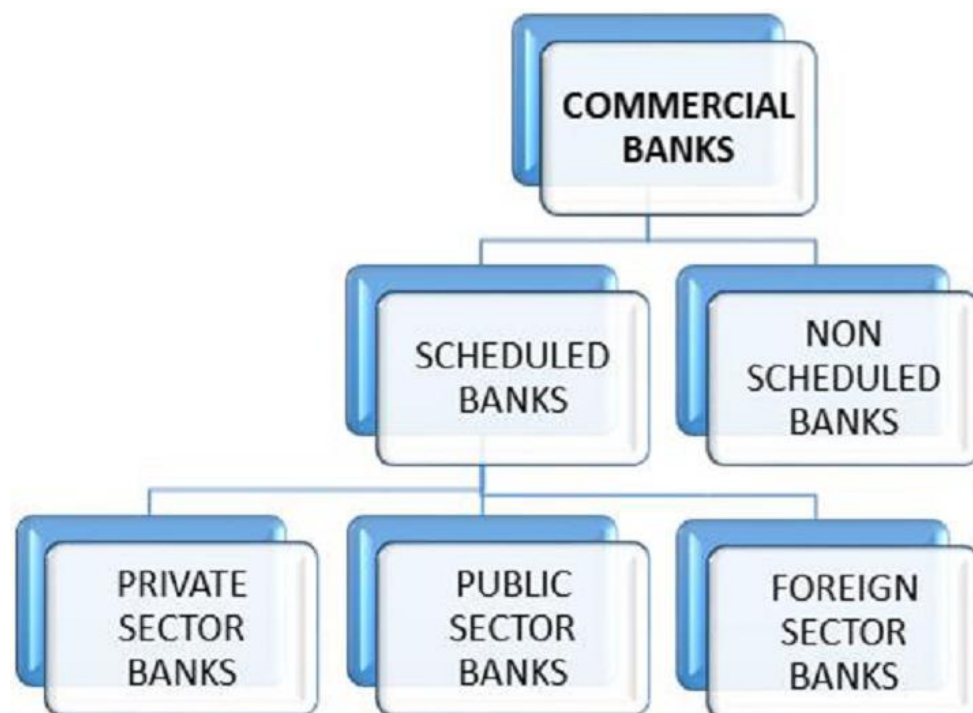 COMMERCIAL
BANKS
SCHEDULED
BANKS
NON
SCHEDULED
BANKS
PRIVATE
SECTOR
BANKS
PUBLIC
SECTOR
BANKS
FOREIGN
SECTOR
BANKS